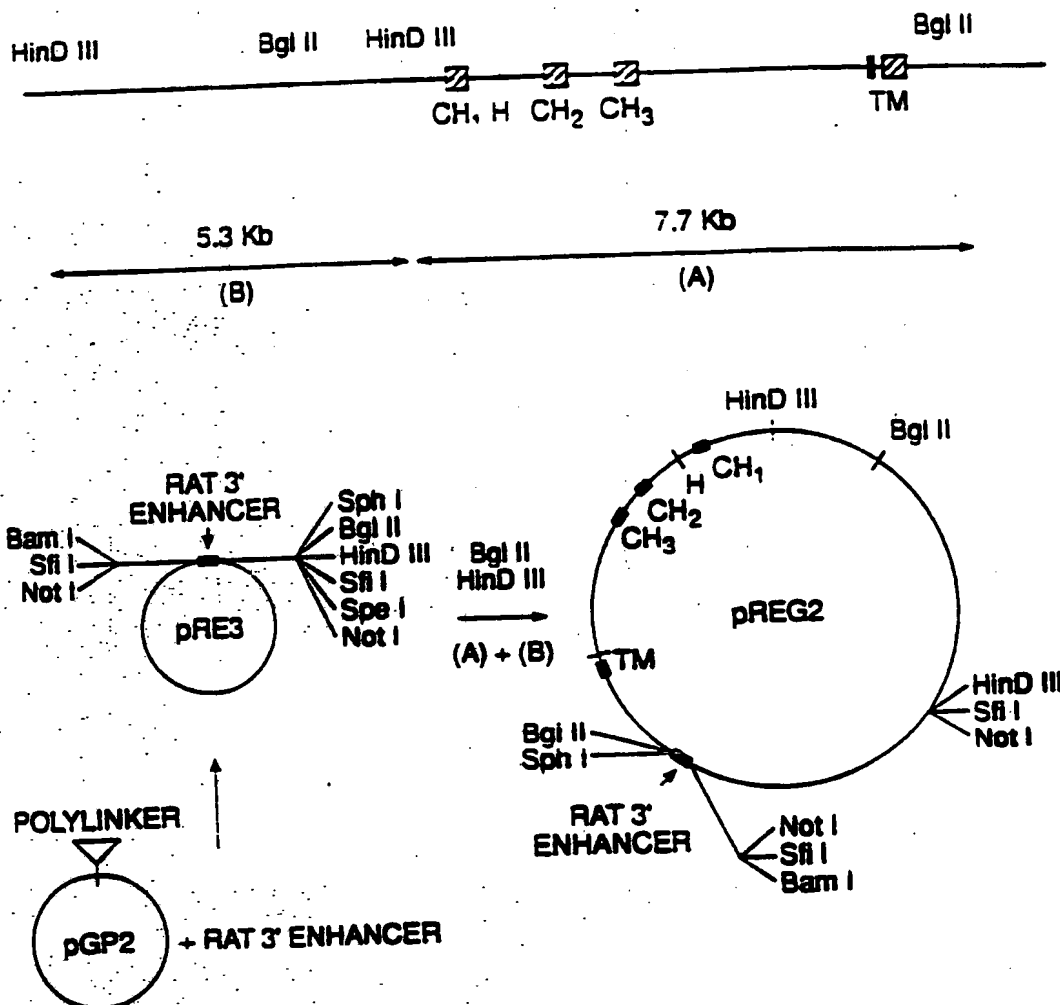 HinD III
Bgl II
HinD III
Bgl II
CH₁ H CH₂ CH₃
TM
5.3 Kb
(B)
7.7 Kb
(A)
RAT 3'
ENHANCER
Bam I
Sfi I
Not I
Sph I
Bgl II
HinD III
Sfi I
Spe I
Not I
pRE3
Bgl II
HinD III
(A) + (B)
HinD III
Bgl II
CH₁
H
CH₂
CH₃
pREG2
TM
HinD III
Sfi I
Not I
Bgl II
Sph I
RAT 3'
ENHANCER
Not I
Sfi I
Bam I
POLYLINKER
pGP2
+ RAT 3' ENHANCER